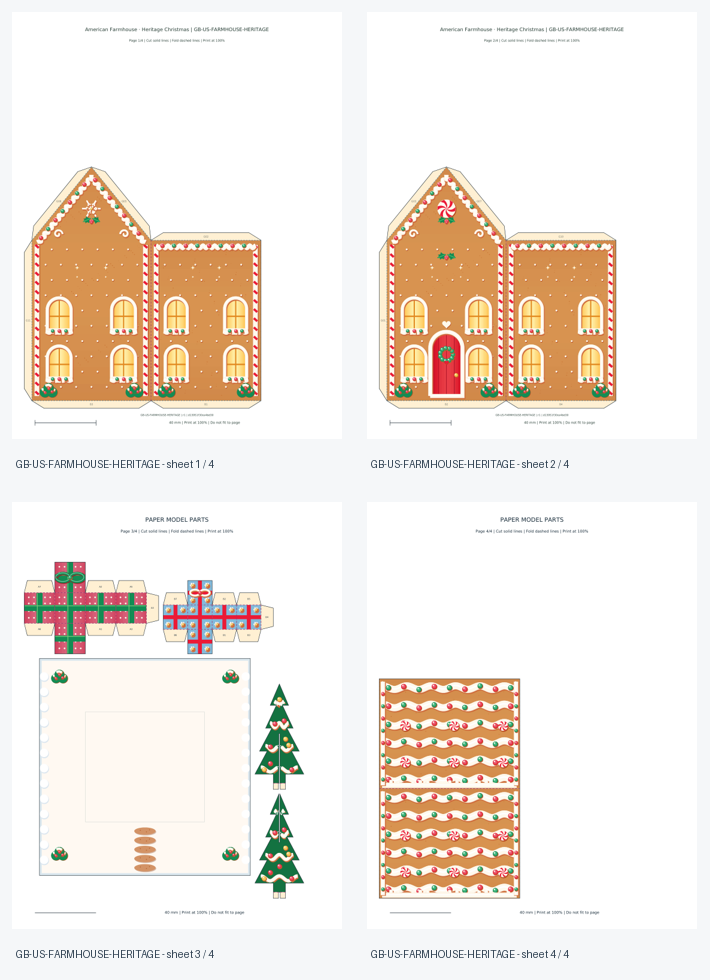 American Farmhouse · Heritage Christmas | GB-US-FARMHOUSE-HERITAGE
Page 1/4 | Cut solid lines | Fold dashed lines | Print at 100%
40 mm | Print at 100% | Do not fit to page
GB-US-FARMHOUSE-HERITAGE - sheet 1 / 4
American Farmhouse · Heritage Christmas | GB-US-FARMHOUSE-HERITAGE
Page 2/4 | Cut solid lines | Fold dashed lines | Print at 100%
40 mm | Print at 100% | Do not fit to page
GB-US-FARMHOUSE-HERITAGE - sheet 2 / 4
PAPER MODEL PARTS
Page 3/4 | Cut solid lines | Fold dashed lines | Print at 100%
40 mm | Print at 100% | Do not fit to page
GB-US-FARMHOUSE-HERITAGE - sheet 3 / 4
PAPER MODEL PARTS
Page 4/4 | Cut solid lines | Fold dashed lines | Print at 100%
40 mm | Print at 100% | Do not fit to page
GB-US-FARMHOUSE-HERITAGE - sheet 4 / 4